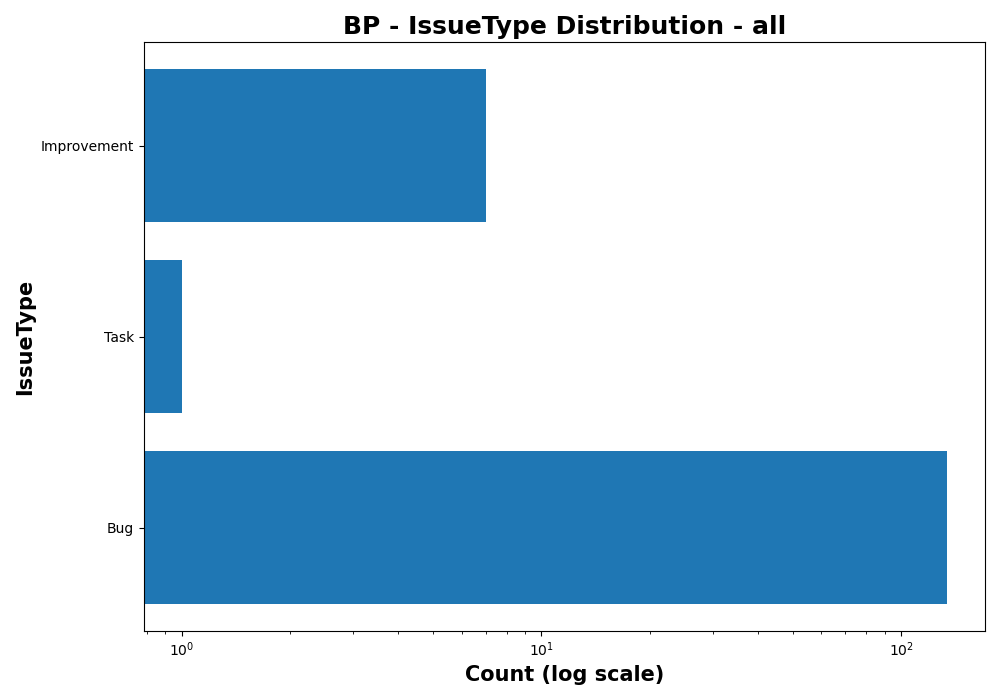 BP - IssueType Distribution - all
Improvement
Task
Bug
IssueType
10⁰ 10¹ 10²
Count (log scale)